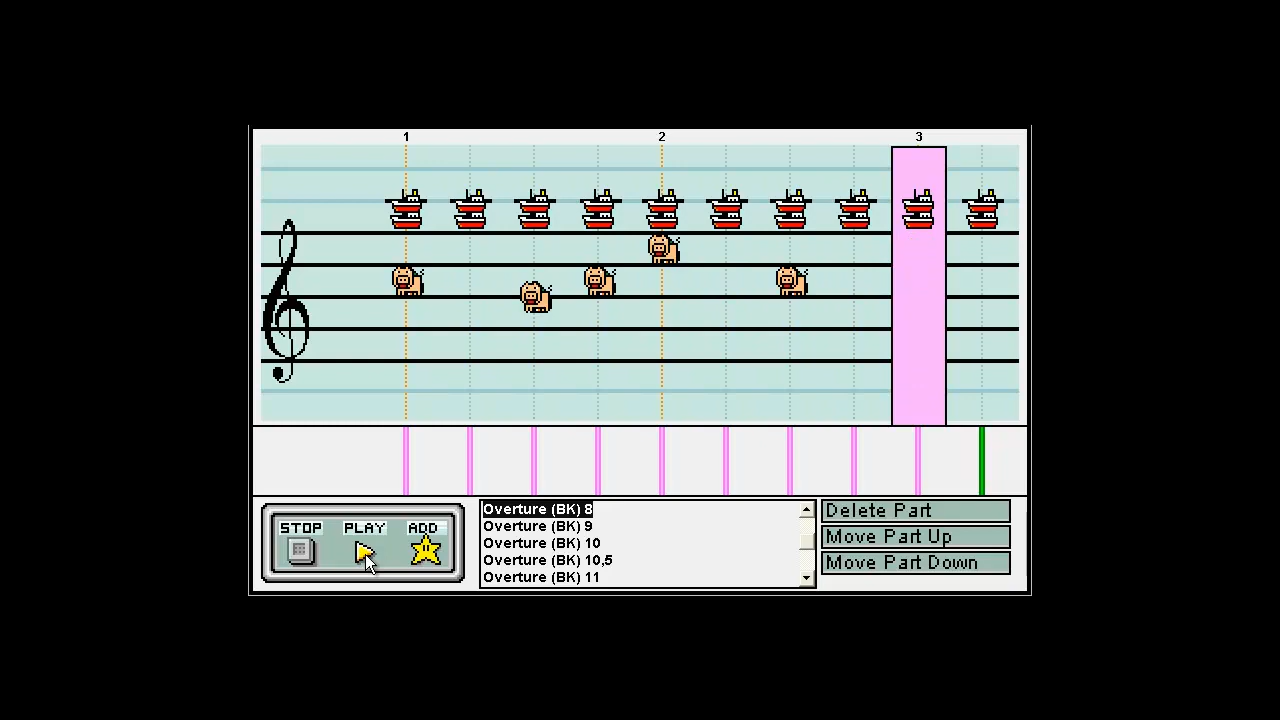 1 2 3
STOP PLAY ADD
Overture (BK) 8
Overture (BK) 9
Overture (BK) 10
Overture (BK) 10,5
Overture (BK) 11
Delete Part
Move Part Up
Move Part Down